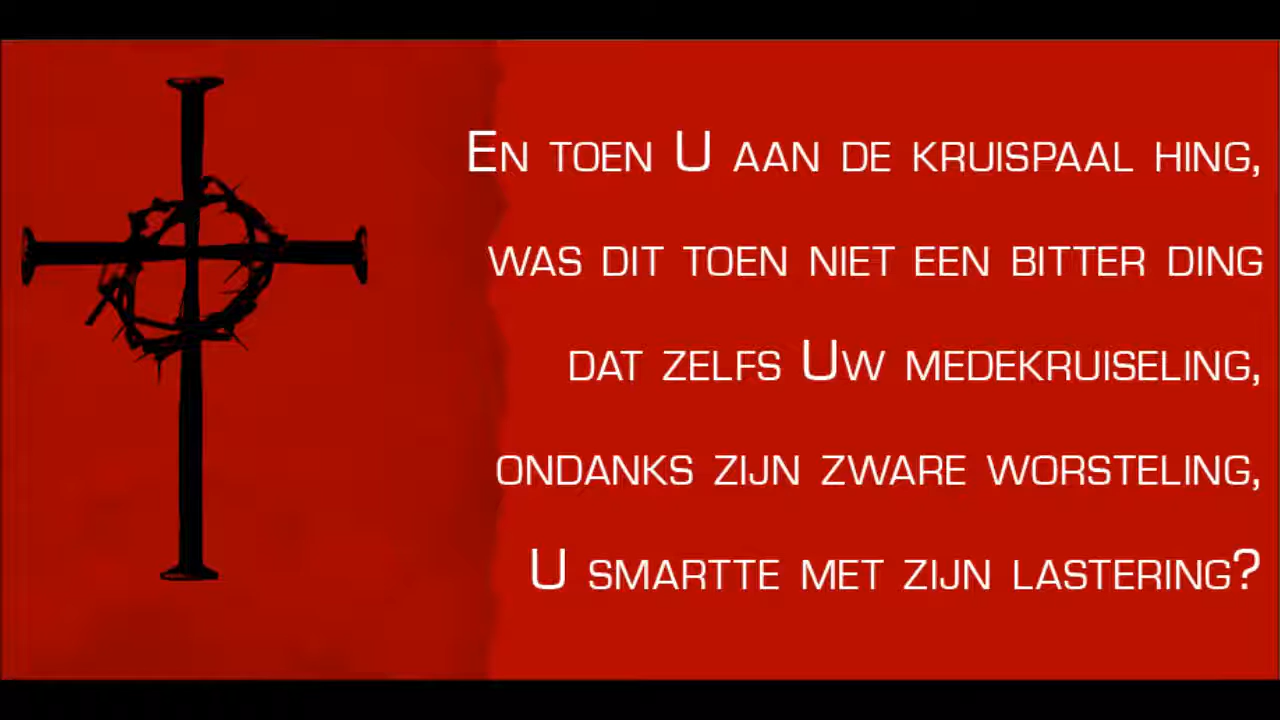 En toen U aan de kruispaal hing,
was dit toen niet een bitter ding
dat zelfs Uw medekruiseling,
ondanks zijn zware worsteling,
U smartte met zijn lastering?